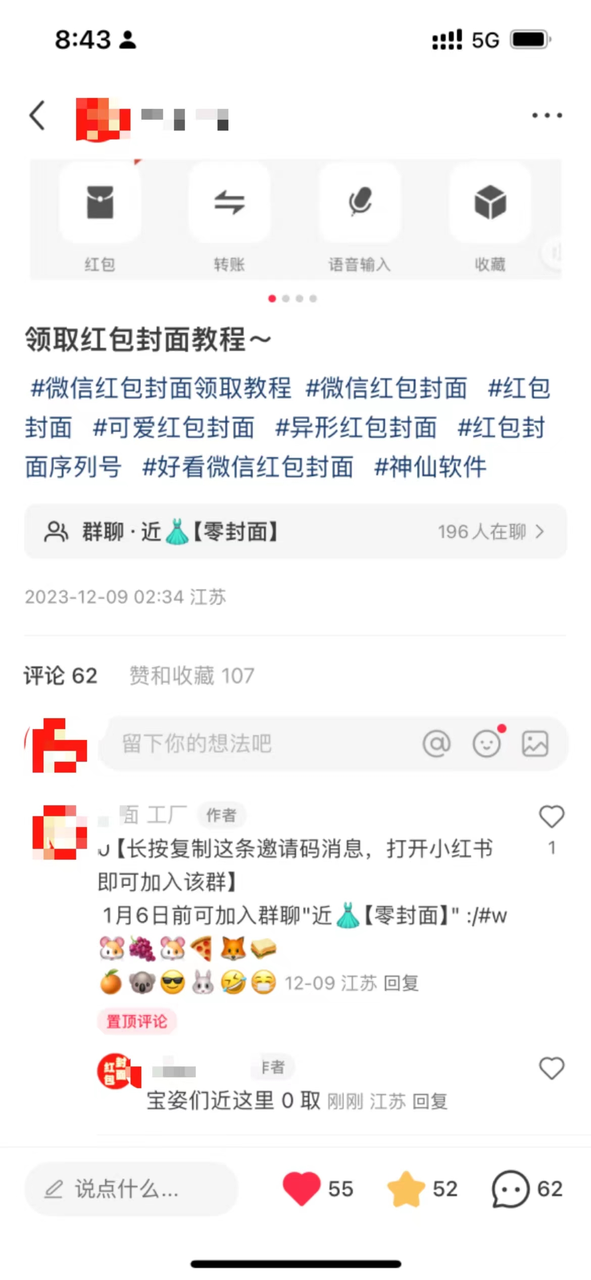 8:43
5G
红包
转账
语音输入
收藏
领取红包封面教程～
#微信红包封面领取教程 #微信红包封面 #红包
封面 #可爱红包封面 #异形红包封面 #红包封
面序列号 #好看微信红包封面 #神仙软件
群聊 · 近👗【零封面】
196人在聊
2023-12-09 02:34 江苏
评论 62
赞和收藏 107
留下你的想法吧
面 工厂 作者
【长按复制这条邀请码消息，打开小红书
1
即可加入该群】
1月6日前可加入群聊"近👗【零封面】" :/#w
🐹🍇🐹🍕🦊🥪
🍊🐨😎🐰🤣😷 12-09 江苏 回复
置顶评论
红包封面
作者
宝姿们近这里 0 取 刚刚 江苏 回复
说点什么...
55
52
62